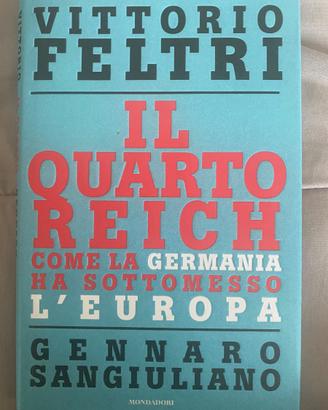 VITTORIO
FELTRI
IL
QUARTO
REICH
COME LA GERMANIA
HA SOTTOMESSO
L'EUROPA
GENNARO
SANGIULIANO
MONDADORI